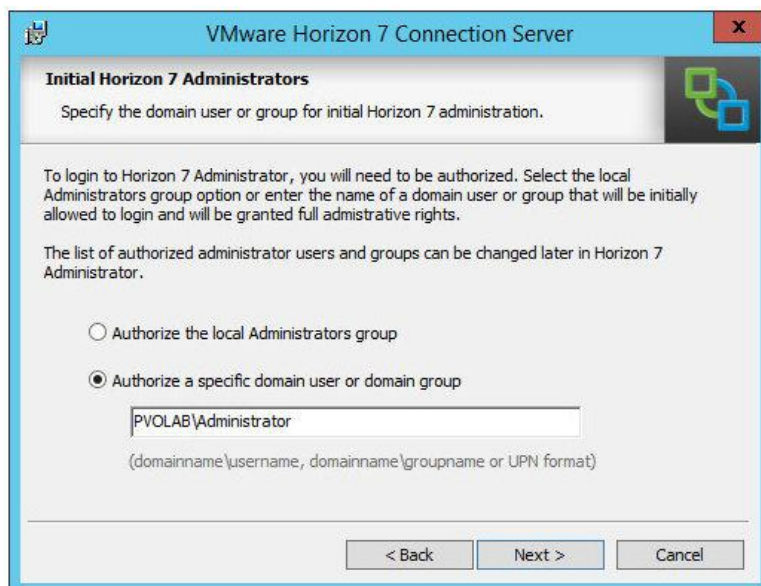 VMware Horizon 7 Connection Server
x
Initial Horizon 7 Administrators
Specify the domain user or group for initial Horizon 7 administration.
To login to Horizon 7 Administrator, you will need to be authorized. Select the local
Administrators group option or enter the name of a domain user or group that will be initially
allowed to login and will be granted full admistrative rights.
The list of authorized administrator users and groups can be changed later in Horizon 7
Administrator.
Authorize the local Administrators group
Authorize a specific domain user or domain group
PVOLAB\Administrator
(domainname\username, domainname\groupname or UPN format)
< Back Next > Cancel